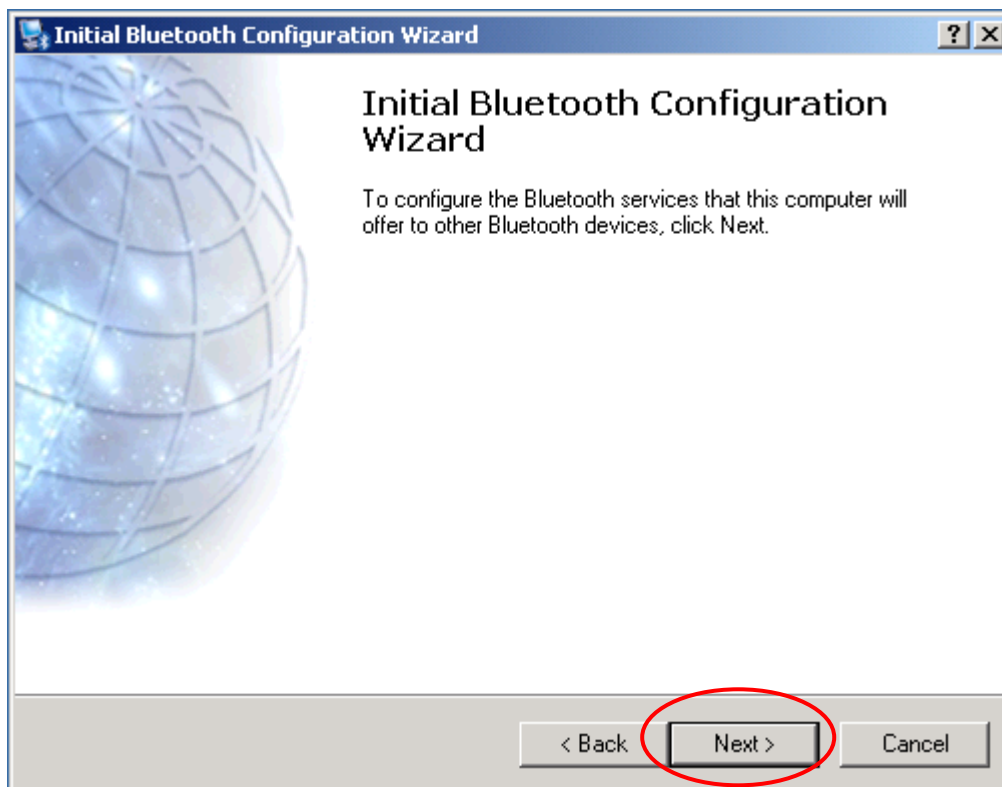 Initial Bluetooth Configuration Wizard
Initial Bluetooth Configuration
Wizard
To configure the Bluetooth services that this computer will
offer to other Bluetooth devices, click Next.
< Back Next > Cancel